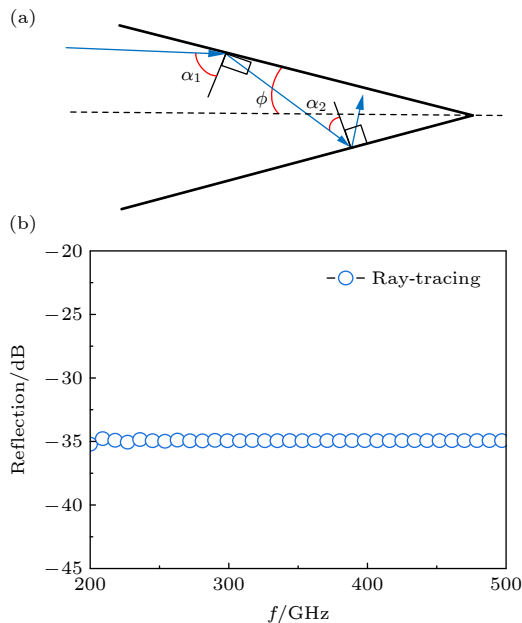 (a)
α₁
ϕ
α₂
(b)
−20
−25
−30
−35
−40
−45
Reflection/dB
Ray-tracing
200
300
400
500
f/GHz